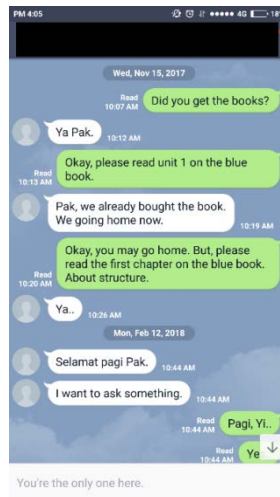 PM 4:05
4G 18%
Wed, Nov 15, 2017
Did you get the books?
Read
10:07 AM
Ya Pak.
10:12 AM
Okay, please read unit 1 on the blue
book.
Read
10:13 AM
Pak, we already bought the book.
We going home now.
10:19 AM
Okay, you may go home. But, please
read the first chapter on the blue book.
About structure.
Read
10:20 AM
Ya..
10:26 AM
Mon, Feb 12, 2018
Selamat pagi Pak.
10:44 AM
I want to ask something.
10:44 AM
Read
10:44 AM
Pagi, Yi..
Read
10:44 AM
You're the only one here.